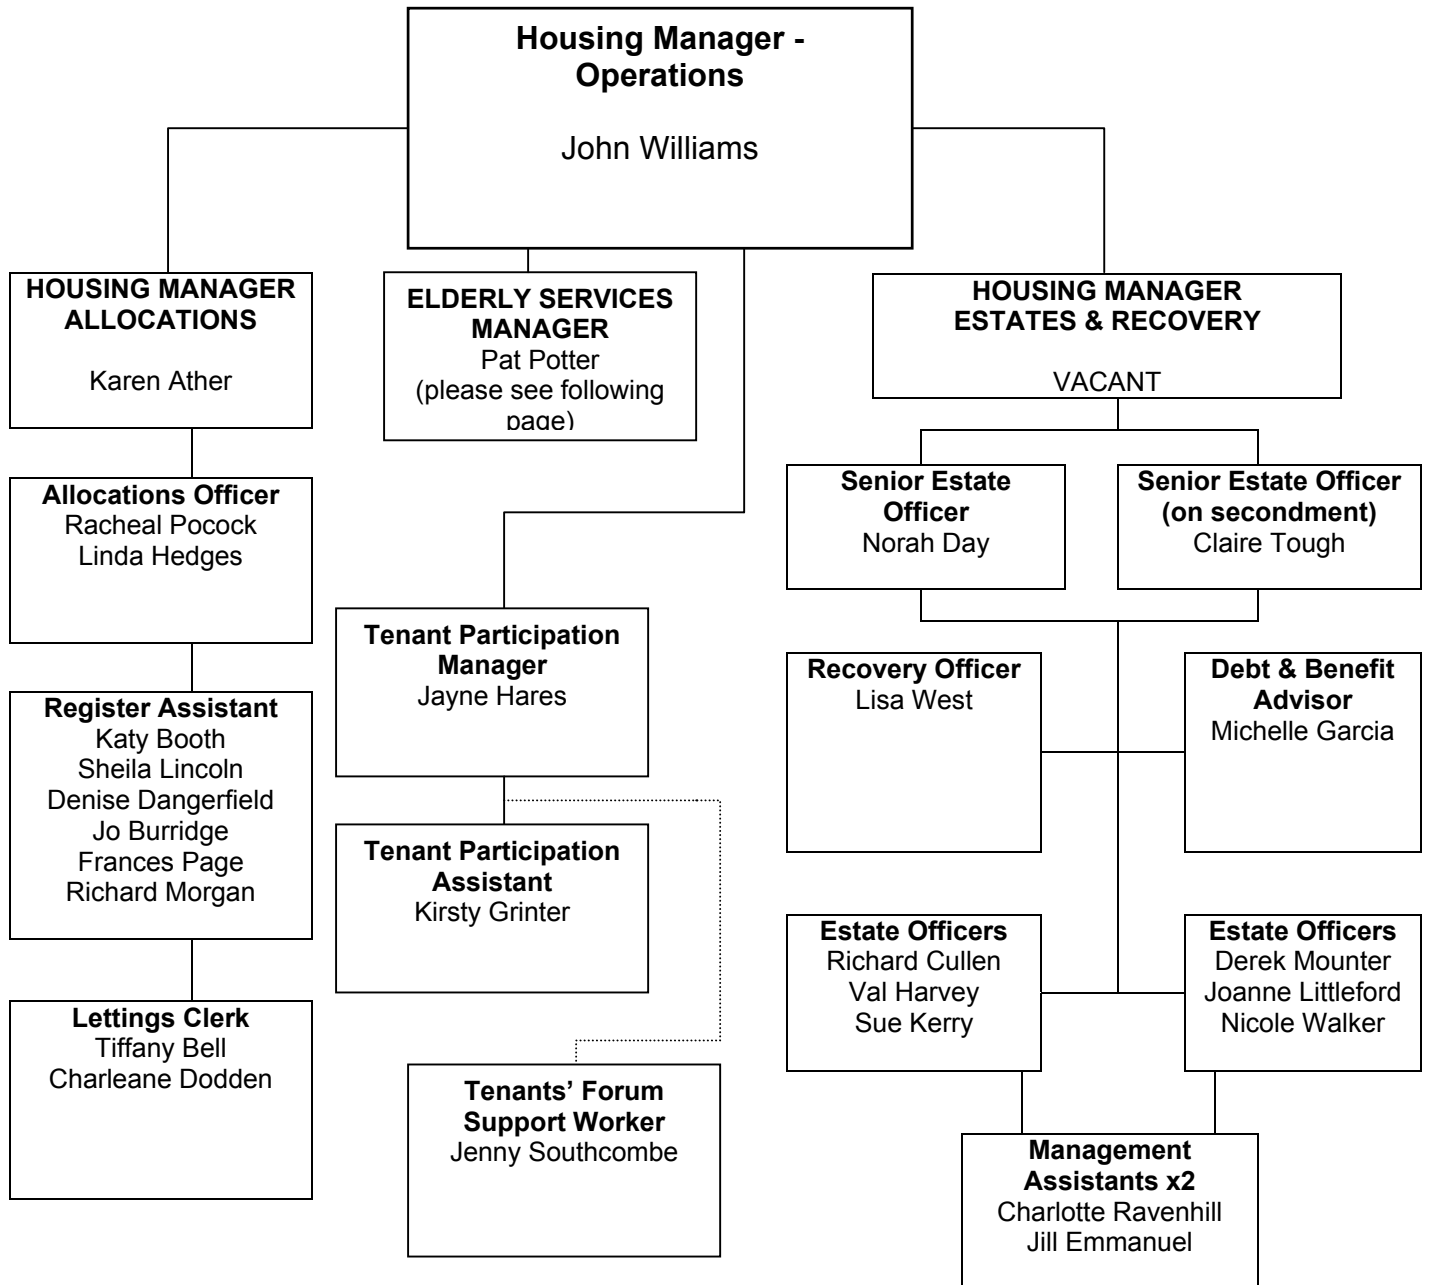 Housing Manager -
Operations
John Williams
HOUSING MANAGER
ALLOCATIONS
Karen Ather
ELDERLY SERVICES
MANAGER
Pat Potter
(please see following
page)
HOUSING MANAGER
ESTATES & RECOVERY
VACANT
Allocations Officer
Racheal Pocock
Linda Hedges
Senior Estate
Officer
Norah Day
Senior Estate Officer
(on secondment)
Claire Tough
Tenant Participation
Manager
Jayne Hares
Recovery Officer
Lisa West
Debt & Benefit
Advisor
Michelle Garcia
Register Assistant
Katy Booth
Sheila Lincoln
Denise Dangerfield
Jo Burridge
Frances Page
Richard Morgan
Tenant Participation
Assistant
Kirsty Grinter
Estate Officers
Richard Cullen
Val Harvey
Sue Kerry
Estate Officers
Derek Mounter
Joanne Littleford
Nicole Walker
Lettings Clerk
Tiffany Bell
Charleane Dodden
Tenants’ Forum
Support Worker
Jenny Southcombe
Management
Assistants x2
Charlotte Ravenhill
Jill Emmanuel